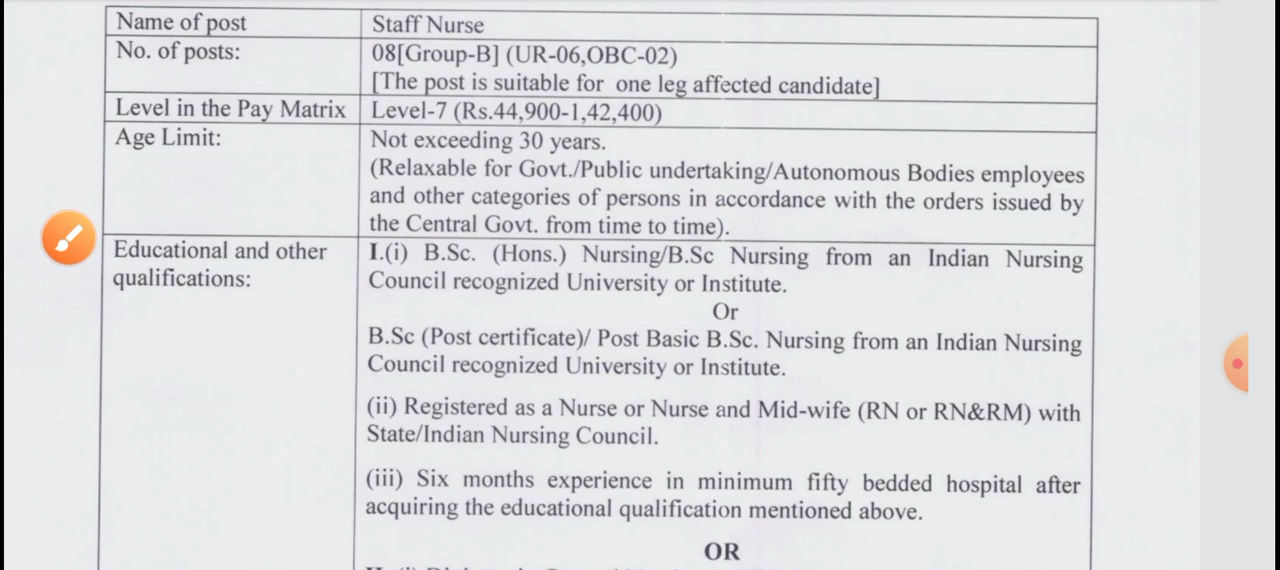 Name of post
Staff Nurse
No. of posts:
08[Group-B] (UR-06,OBC-02)
[The post is suitable for one leg affected candidate]
Level in the Pay Matrix
Level-7 (Rs.44,900-1,42,400)
Age Limit:
Not exceeding 30 years.
(Relaxable for Govt./Public undertaking/Autonomous Bodies employees
and other categories of persons in accordance with the orders issued by
the Central Govt. from time to time).
Educational and other
qualifications:
I.(i) B.Sc. (Hons.) Nursing/B.Sc Nursing from an Indian Nursing
Council recognized University or Institute.
Or
B.Sc (Post certificate)/ Post Basic B.Sc. Nursing from an Indian Nursing
Council recognized University or Institute.
(ii) Registered as a Nurse or Nurse and Mid-wife (RN or RN&RM) with
State/Indian Nursing Council.
(iii) Six months experience in minimum fifty bedded hospital after
acquiring the educational qualification mentioned above.
OR